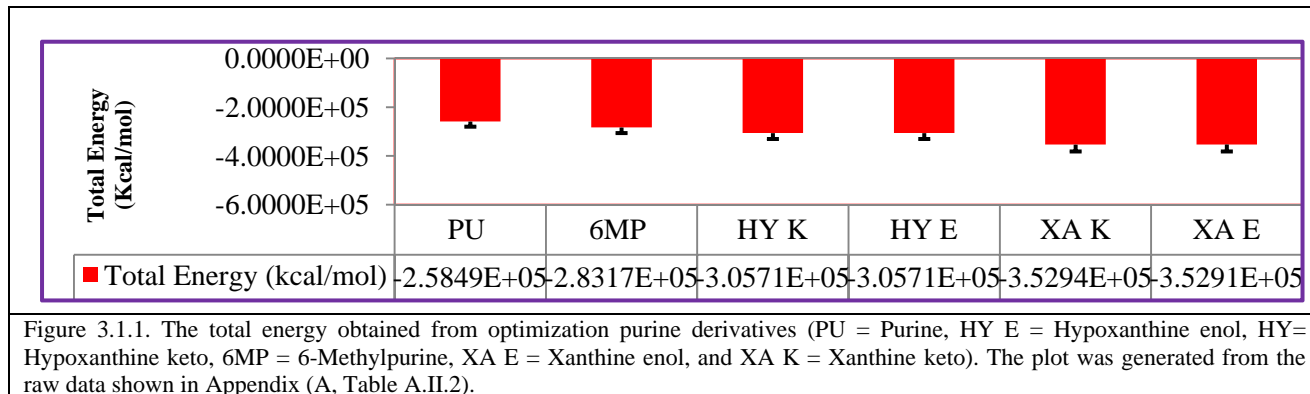 0.0000E+00
-2.0000E+05
-4.0000E+05
-6.0000E+05
Total Energy
(Kcal/mol)
PU 6MP HY K HY E XA K XA E
Total Energy (kcal/mol) -2.5849E+05 -2.8317E+05 -3.0571E+05 -3.0571E+05 -3.5294E+05 -3.5291E+05
Figure 3.1.1. The total energy obtained from optimization purine derivatives (PU = Purine, HY E = Hypoxanthine enol, HY=
Hypoxanthine keto, 6MP = 6-Methylpurine, XA E = Xanthine enol, and XA K = Xanthine keto). The plot was generated from the
raw data shown in Appendix (A, Table A.II.2).